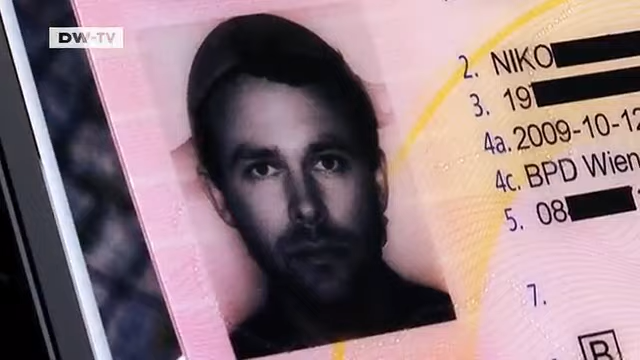 DW-TV
2. NIKO
3. 19
4a. 2009-10-12
4c. BPD Wien
5. 08
7.
B